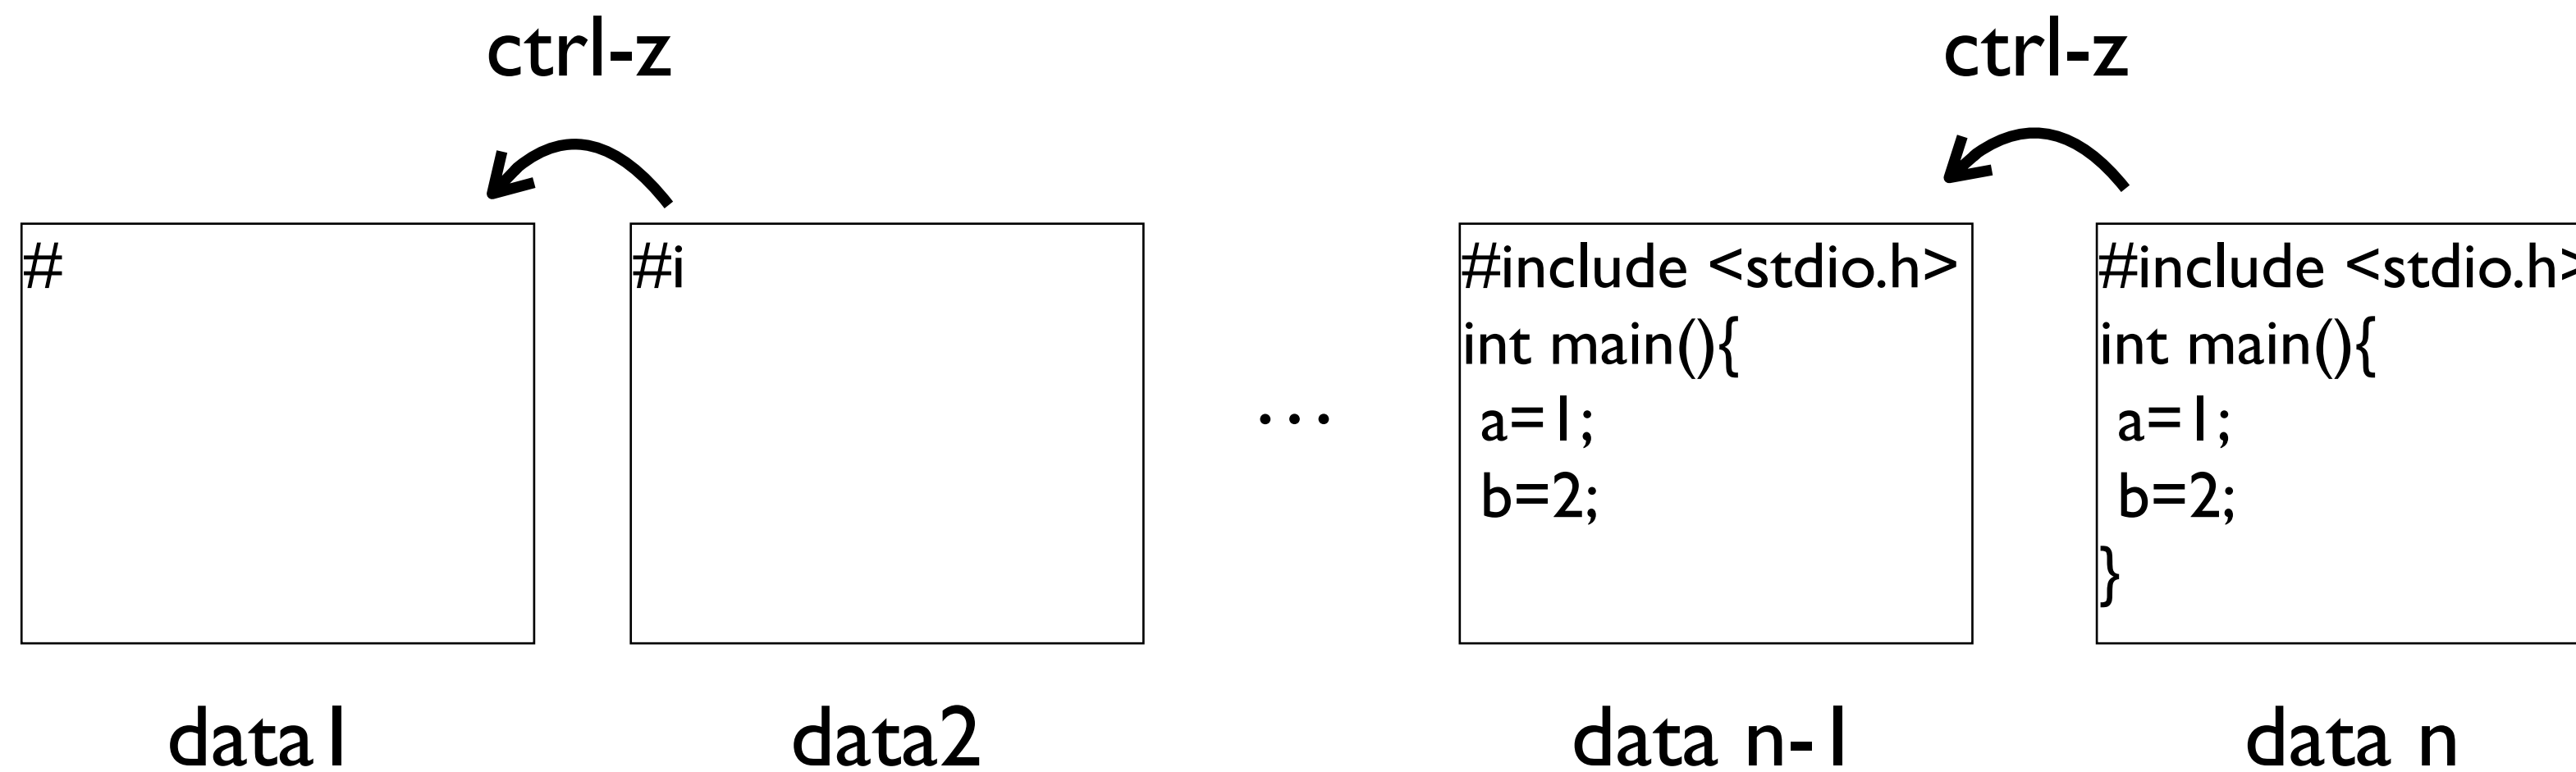 ctrl-z
ctrl-z
#
#i
...
#include <stdio.h>
int main(){
a=1;
b=2;
#include <stdio.h>
int main(){
a=1;
b=2;
}
data1
data2
data n-1
data n